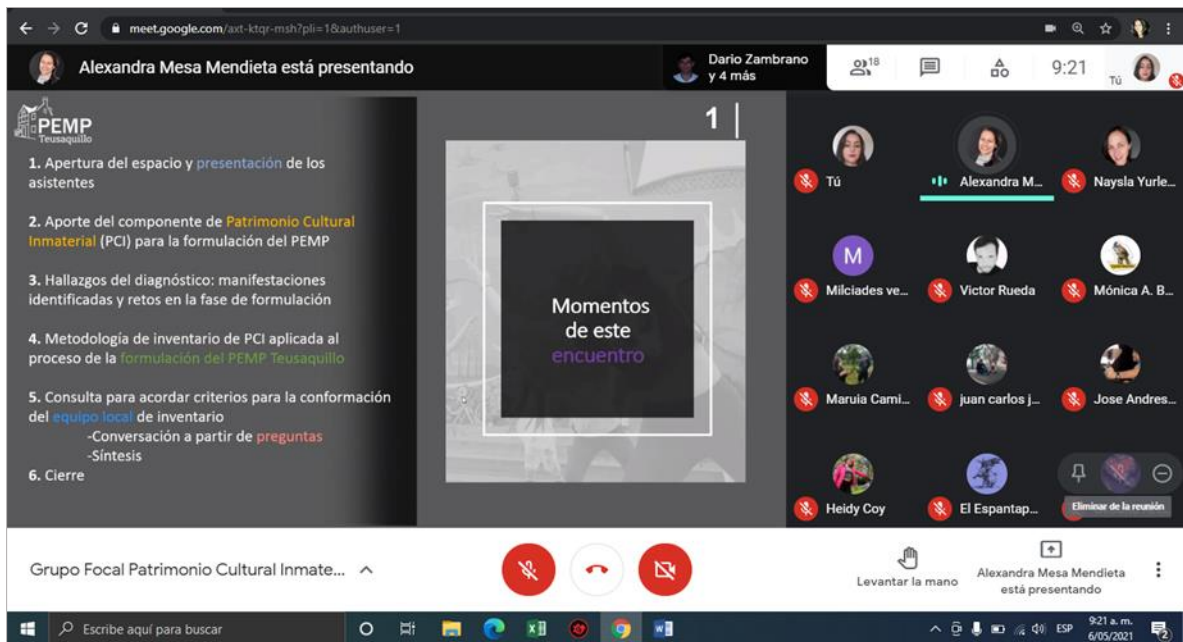 meet.google.com/axt-ktqr-msh?pli=1&authuser=1
Alexandra Mesa Mendieta está presentando
Dario Zambrano
y 4 más
18
9:21
Tú
PEMP
Teusaquillo
1. Apertura del espacio y presentación de los
asistentes
2. Aporte del componente de Patrimonio Cultural
Inmaterial (PCI) para la formulación del PEMP
3. Hallazgos del diagnóstico: manifestaciones
identificadas y retos en la fase de formulación
4. Metodología de inventario de PCI aplicada al
proceso de la formulación del PEMP Teusaquillo
5. Consulta para acordar criterios para la conformación
del equipo local de inventario
-Conversación a partir de preguntas
-Síntesis
6. Cierre
1
Momentos
de este
encuentro
Tú
Alexandra M...
Naysla Yurle...
M
Milciades ve...
Victor Rueda
Mónica A. B...
Maruia Cami...
juan carlos j...
Jose Andres...
Heidy Coy
El Espantap...
Eliminar de la reunión
Grupo Focal Patrimonio Cultural Inmate...
Levantar la mano
Alexandra Mesa Mendieta
está presentando
Escribe aquí para buscar
ESP
9:21 a. m.
6/05/2021
2